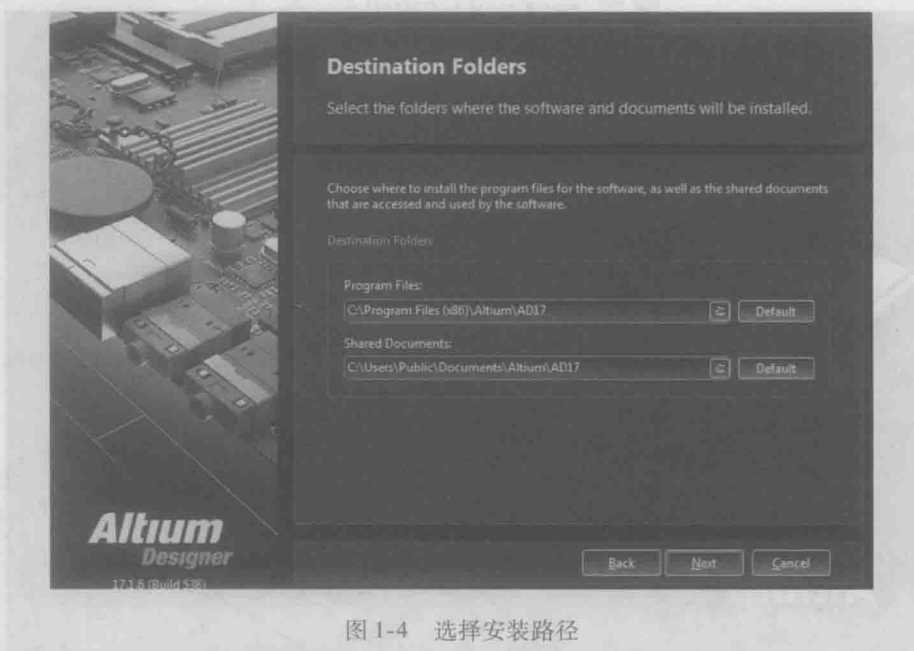 Destination Folders
Select the folders where the software and documents will be installed.
Choose where to install the program files for the software, as well as the shared documents
that are accessed and used by the software.
Destination Folders
Program Files:
C:\Program Files (x86)\Altium\AD17
Default
Shared Documents:
C:\Users\Public\Documents\Altium\AD17
Default
Altium
Designer
17.1.6 (Build 538)
Back
Next
Cancel
图 1-4 选择安装路径